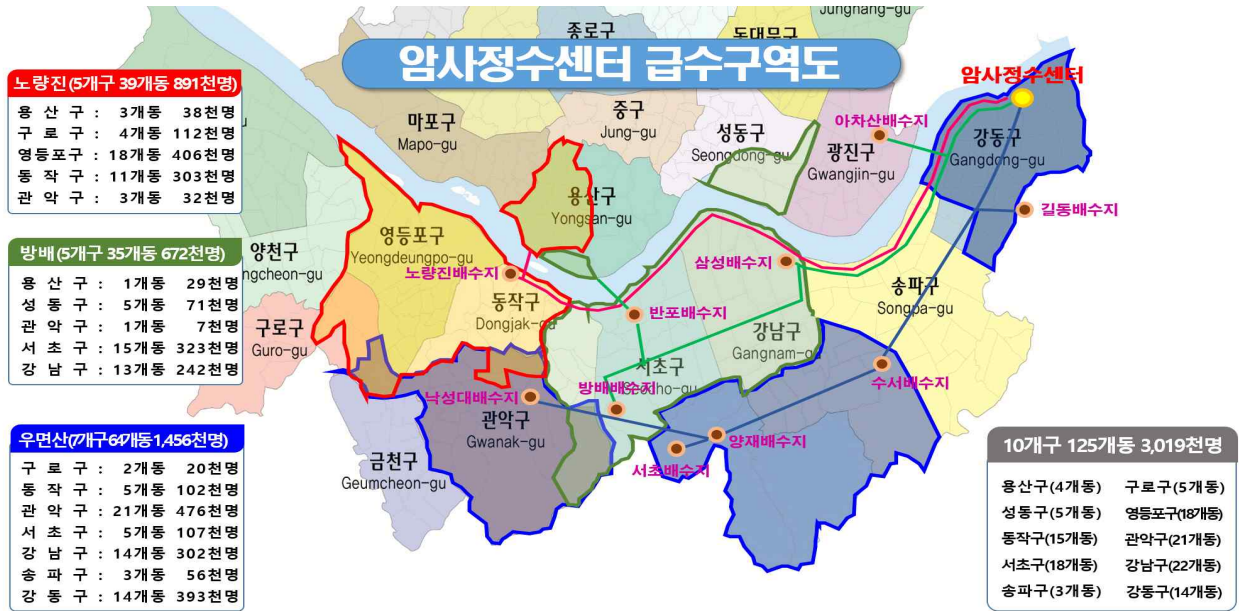 암사정수센터 급수구역도
노량진(5개구 39개동 891천명)
용 산 구 : 3개동 38천명
구 로 구 : 4개동 112천명
영등포구 : 18개동 406천명
동 작 구 : 11개동 303천명
관 악 구 : 3개동 32천명
방배(5개구 35개동 672천명)
용 산 구 : 1개동 29천명
성 동 구 : 5개동 71천명
관 악 구 : 1개동 7천명
서 초 구 : 15개동 323천명
강 남 구 : 13개동 242천명
우면산(7개구64개동1,456천명)
구 로 구 : 2개동 20천명
동 작 구 : 5개동 102천명
관 악 구 : 21개동 476천명
서 초 구 : 5개동 107천명
강 남 구 : 14개동 302천명
송 파 구 : 3개동 56천명
강 동 구 : 14개동 393천명
Jungnang-gu
종로구
동대문구
암사정수센터
마포구
Mapo-gu
중구
Jung-gu
성동구
Seongdong-gu
아차산배수지
광진구
Gwangjin-gu
강동구
Gangdong-gu
길동배수지
용산구
Yongsan-gu
양천구
ngcheon-gu
영등포구
Yeongdeungpo-gu
노량진배수지
삼성배수지
송파구
Songpa-gu
구로구
Guro-gu
동작구
Dongjak-gu
반포배수지
강남구
Gangnam-gu
서초구
방배배수지
수서배수지
낙성대배수지
관악구
Gwanak-gu
양재배수지
서초배수지
금천구
Geumcheon-gu
10개구 125개동 3,019천명
용산구(4개동) 구로구(5개동)
성동구(5개동) 영등포구(18개동)
동작구(15개동) 관악구(21개동)
서초구(18개동) 강남구(22개동)
송파구(3개동) 강동구(14개동)